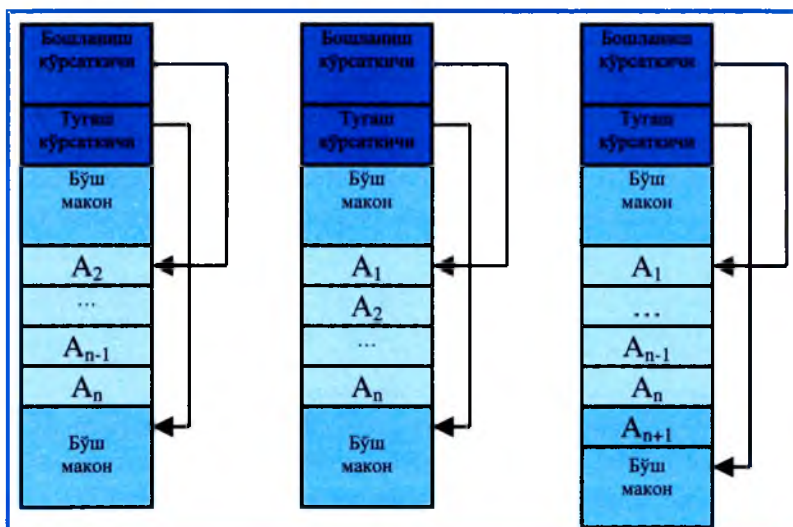 Бошланиш
кўрсаткичи
Тугаш
кўрсаткичи
Бўш
макон
A2
...
An-1
An
Бўш
макон
Бошланиш
кўрсаткичи
Тугаш
кўрсаткичи
Бўш
макон
A1
A2
...
An
Бўш
макон
Бошланиш
кўрсаткичи
Тугаш
кўрсаткичи
Бўш
макон
A1
...
An-1
An
An+1
Бўш
макон